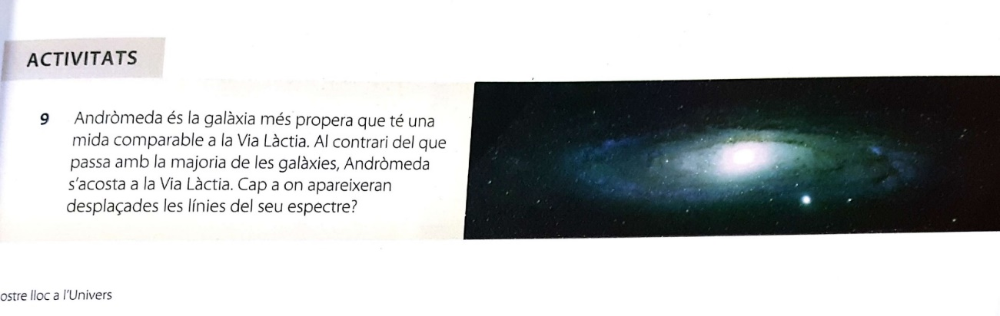 ACTIVITATS
9 Andròmeda és la galàxia més propera que té una
mida comparable a la Via Làctia. Al contrari del que
passa amb la majoria de les galàxies, Andròmeda
s'acosta a la Via Làctia. Cap a on apareixeran
desplaçades les línies del seu espectre?
ostre lloc a l'Univers